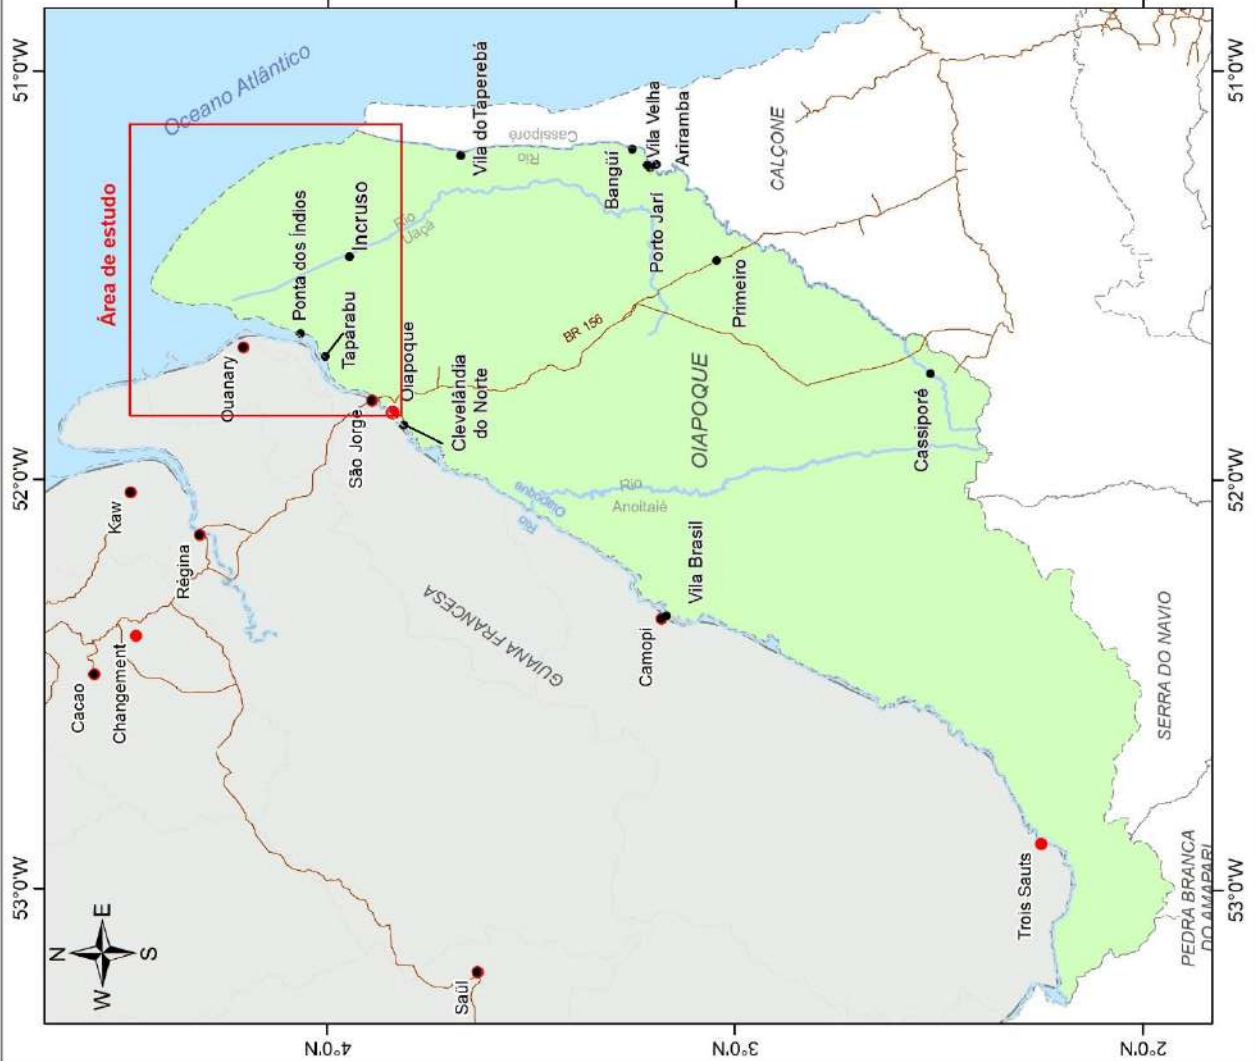 53°0'W
52°0'W
51°0'W
N
W
E
S
Área de estudo
Oceano Atlântico
Cacao
Changement
Kaw
Régina
Ouanary
Ponta dos Índios
4°0'N
Taparabu
Incruso
São Jorge
Oiapoque
Rio
Uaçá
Clevelândia
do Norte
Vila do Taperebá
Saül
GUIANA FRANCESA
Rio
Oiapoque
Rio
Cassiporé
BR 156
Bangüí
Vila Velha
Porto Jarí
Ariramba
Rio
Anoitaié
Camopi
Vila Brasil
OIAPOQUE
3°0'N
Primeiro
CALÇONE
Cassiporé
Trois Sauts
2°0'N
SERRA DO NAVIO
PEDRA BRANCA
DO AMAPARI
53°0'W
52°0'W
51°0'W